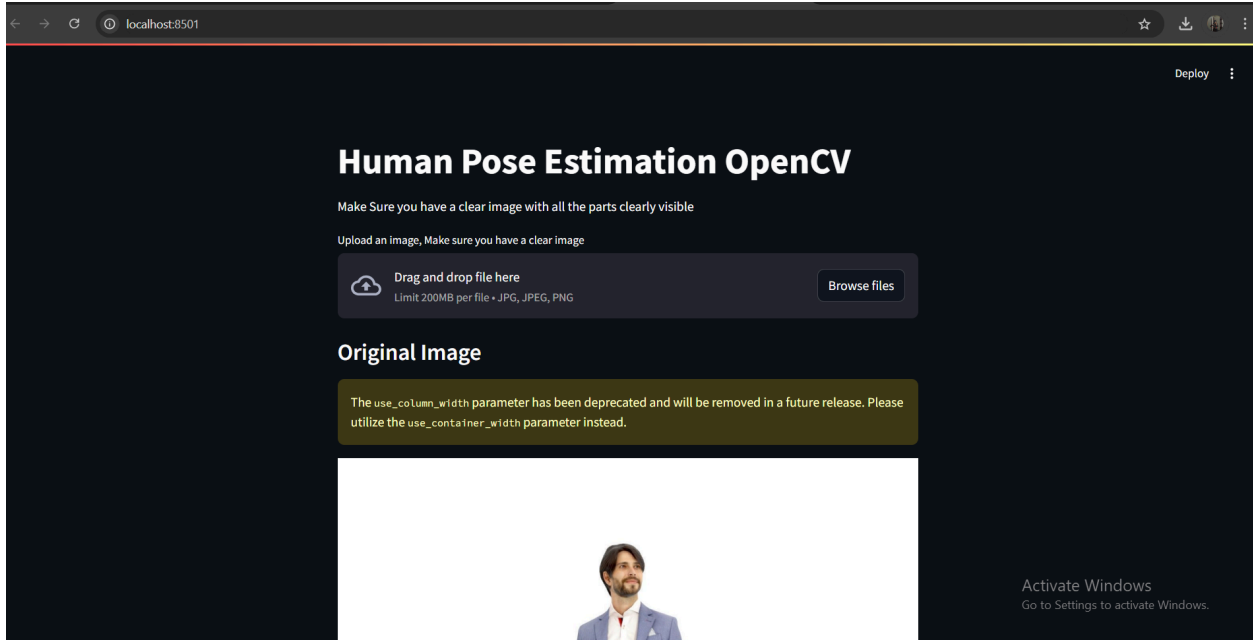 localhost:8501
Deploy
Human Pose Estimation OpenCV
Make Sure you have a clear image with all the parts clearly visible
Upload an image, Make sure you have a clear image
Drag and drop file here
Limit 200MB per file • JPG, JPEG, PNG
Browse files
Original Image
The use_column_width parameter has been deprecated and will be removed in a future release. Please
utilize the use_container_width parameter instead.
Activate Windows
Go to Settings to activate Windows.